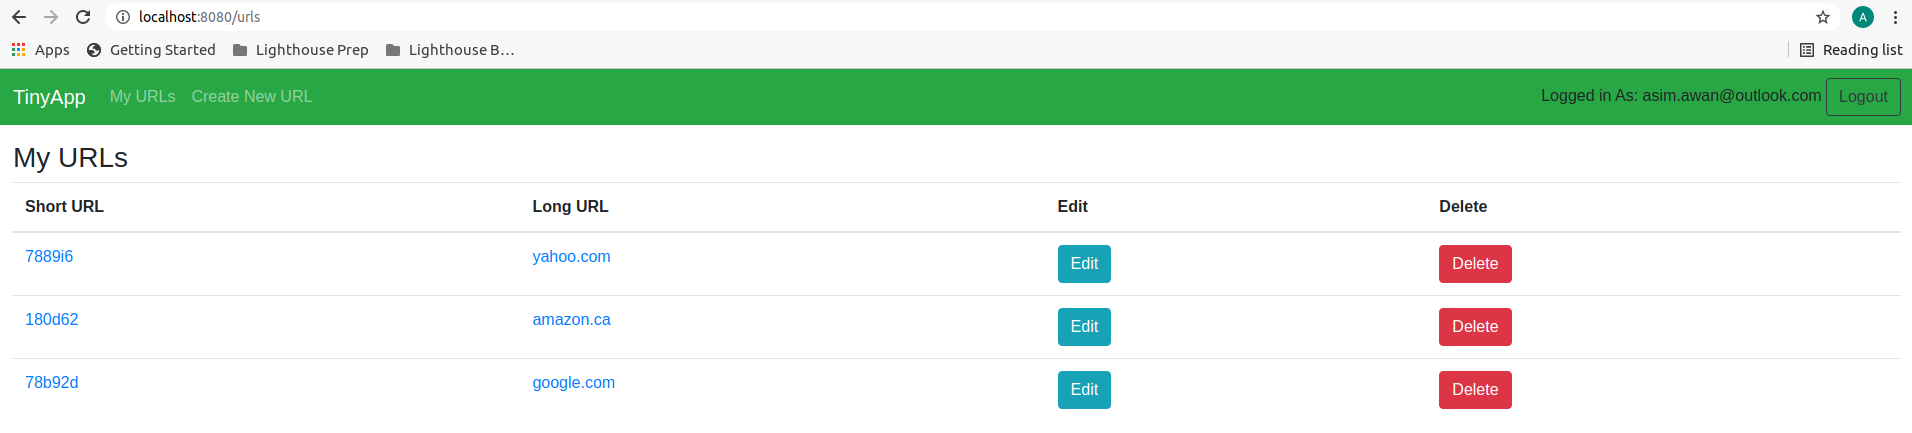 localhost:8080/urls A
Apps Getting Started Lighthouse Prep Lighthouse B... Reading list
TinyApp My URLs Create New URL Logged in As: asim.awan@outlook.com Logout
My URLs
Short URL Long URL Edit Delete
7889i6 yahoo.com Edit Delete
180d62 amazon.ca Edit Delete
78b92d google.com Edit Delete